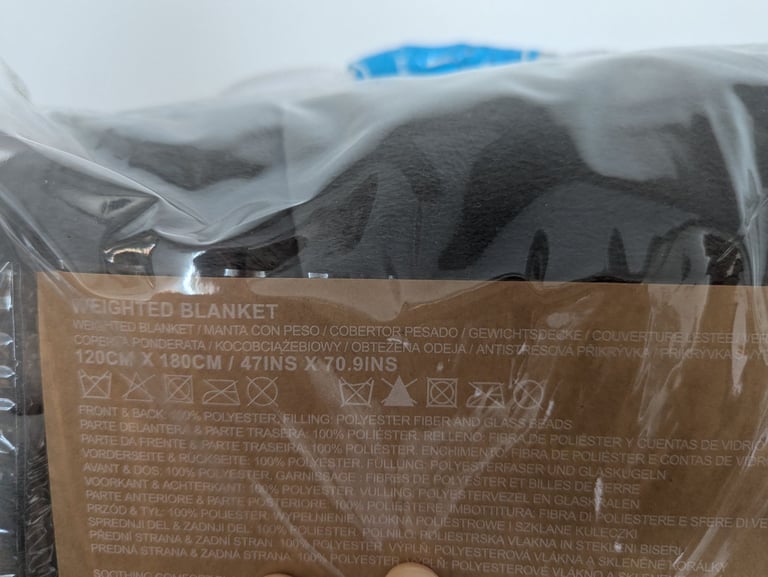 WEIGHTED BLANKET
WEIGHTED BLANKET / MANTA CON PESO / COBERTOR PESADO / GEWICHTSDECKE / COUVERTURE LESTÉE /
COPERTA PONDERATA / KOCOBCIAZEBIOWY / OBTEŽENA ODEJA / ANTISTRESOVÁ PŘIKRÝVKA /
120CM X 180CM / 47INS X 70.9INS
FRONT & BACK: 100% POLYESTER, FILLING: POLYESTER FIBER AND GLASS BEADS
PARTE DELANTERA & PARTE TRASERA: 100% POLIÉSTER, RELLENO: FIBRA DE POLIÉSTER Y CUENTAS DE
PARTE DA FRENTE & PARTE TRASEIRA: 100% POLIÉSTER, ENCHIMENTO: FIBRA DE POLIÉSTER E CONTAS DE
VORDERSEITE & RÜCKSEITE: 100% POLYESTER, FÜLLUNG: POLYESTERFASER UND GLASKUGELN
AVANT & DOS: 100% POLYESTER, GARNISSAGE: FIBRES DE POLYESTER ET BILLES DE VERRE
VOORKANT & 100% POLYESTER, VULLING: POLYESTERVEZEL EN GLASKRALEN
PARTE ANTERIORE & PARTE POSTERIORE: 100% POLIESTERE, IMBOTTITURA: FIBRA DI POLIESTERE E SFERE DI
PRZÓD & TYŁ: 100% POLIESTER, WYPEŁNIENIE: WŁÓKNA POLIESTROWE I SZKLANE KULECZKI
SPREDNJI DEL & ZADNJI DEL: 100% POLIESTER, POLNILO: POLIESTRSKA VLAKNA IN STEKLENI BISERI
PŘEDNÍ STRANA & ZADNÍ STRANA: 100% POLYESTER, VÝPLŇ: POLYESTEROVÁ VLÁKNA A SKLENĚNÉ KORÁLKY
PREDNÁ STRANA & ZADNÁ STRANA: 100% POLYESTER, VÝPLŇ: POLYESTEROVÉ VLÁKNO A SKLENENÉ